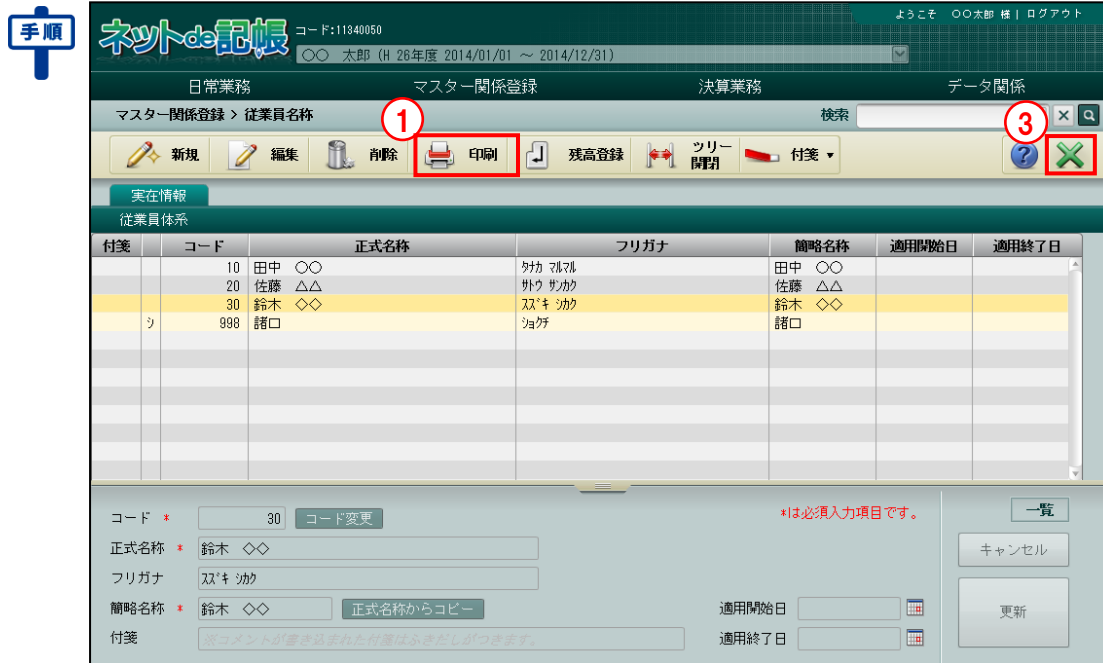 手順
ようこそ 〇〇太郎 様 | ログアウト
ネットde記帳 コード:11340050
〇〇 太郎 (H 26年度 2014/01/01 ～ 2014/12/31)
日常業務 マスター関係登録 決算業務 データ関係
マスター関係登録 > 従業員名称 検索
1 3
新規 編集 削除 印刷 残高登録 ツリー開閉 付箋 ▼ ?
実在情報
従業員体系
付箋 コード 正式名称 フリガナ 簡略名称 適用開始日 適用終了日
10 田中 〇〇 ﾀﾅｶ ﾏﾙﾏﾙ 田中 〇〇
20 佐藤 △△ ｻﾄｳ ｻﾝｶｸ 佐藤 △△
30 鈴木 ◇◇ ｽｽﾞｷ ｼｶｸ 鈴木 ◇◇
ｼ 998 諸口 ｼｮｸﾁ 諸口
コード * 30 コード変更 *は必須入力項目です。 一覧
正式名称 * 鈴木 ◇◇ キャンセル
フリガナ ｽｽﾞｷ ｼｶｸ
簡略名称 * 鈴木 ◇◇ 正式名称からコピー 適用開始日 更新
付箋 ※コメントが書き込まれた付箋はふきだしがつきます。 適用終了日